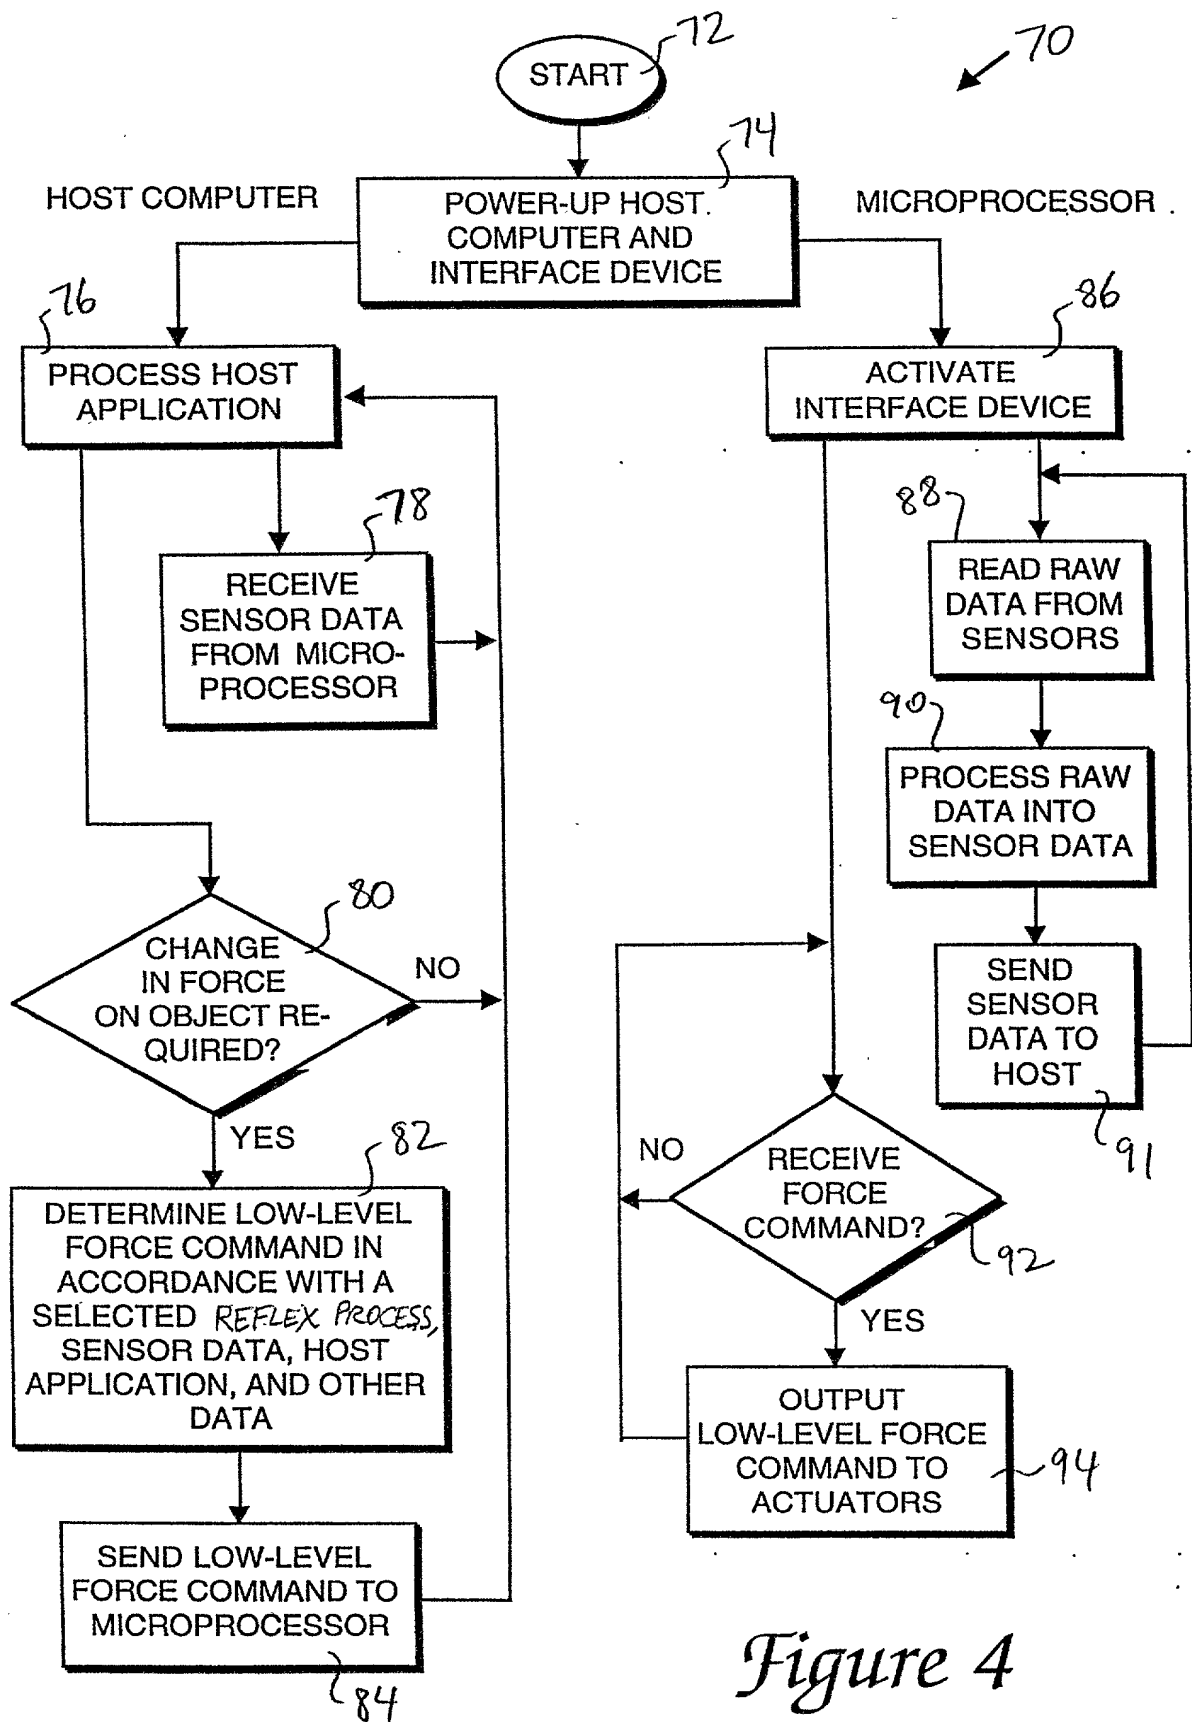 72
START
70
74
HOST COMPUTER
POWER-UP HOST
COMPUTER AND
INTERFACE DEVICE
MICROPROCESSOR
76
PROCESS HOST
APPLICATION
86
ACTIVATE
INTERFACE DEVICE
78
RECEIVE
SENSOR DATA
FROM MICRO-
PROCESSOR
88
READ RAW
DATA FROM
SENSORS
90
PROCESS RAW
DATA INTO
SENSOR DATA
80
CHANGE
IN FORCE
ON OBJECT RE-
QUIRED?
NO
YES
SEND
SENSOR
DATA TO
HOST
91
82
DETERMINE LOW-LEVEL
FORCE COMMAND IN
ACCORDANCE WITH A
SELECTED REFLEX PROCESS,
SENSOR DATA, HOST
APPLICATION, AND OTHER
DATA
NO
RECEIVE
FORCE
COMMAND?
92
YES
OUTPUT
LOW-LEVEL FORCE
COMMAND TO
ACTUATORS
94
SEND LOW-LEVEL
FORCE COMMAND TO
MICROPROCESSOR
84
Figure 4